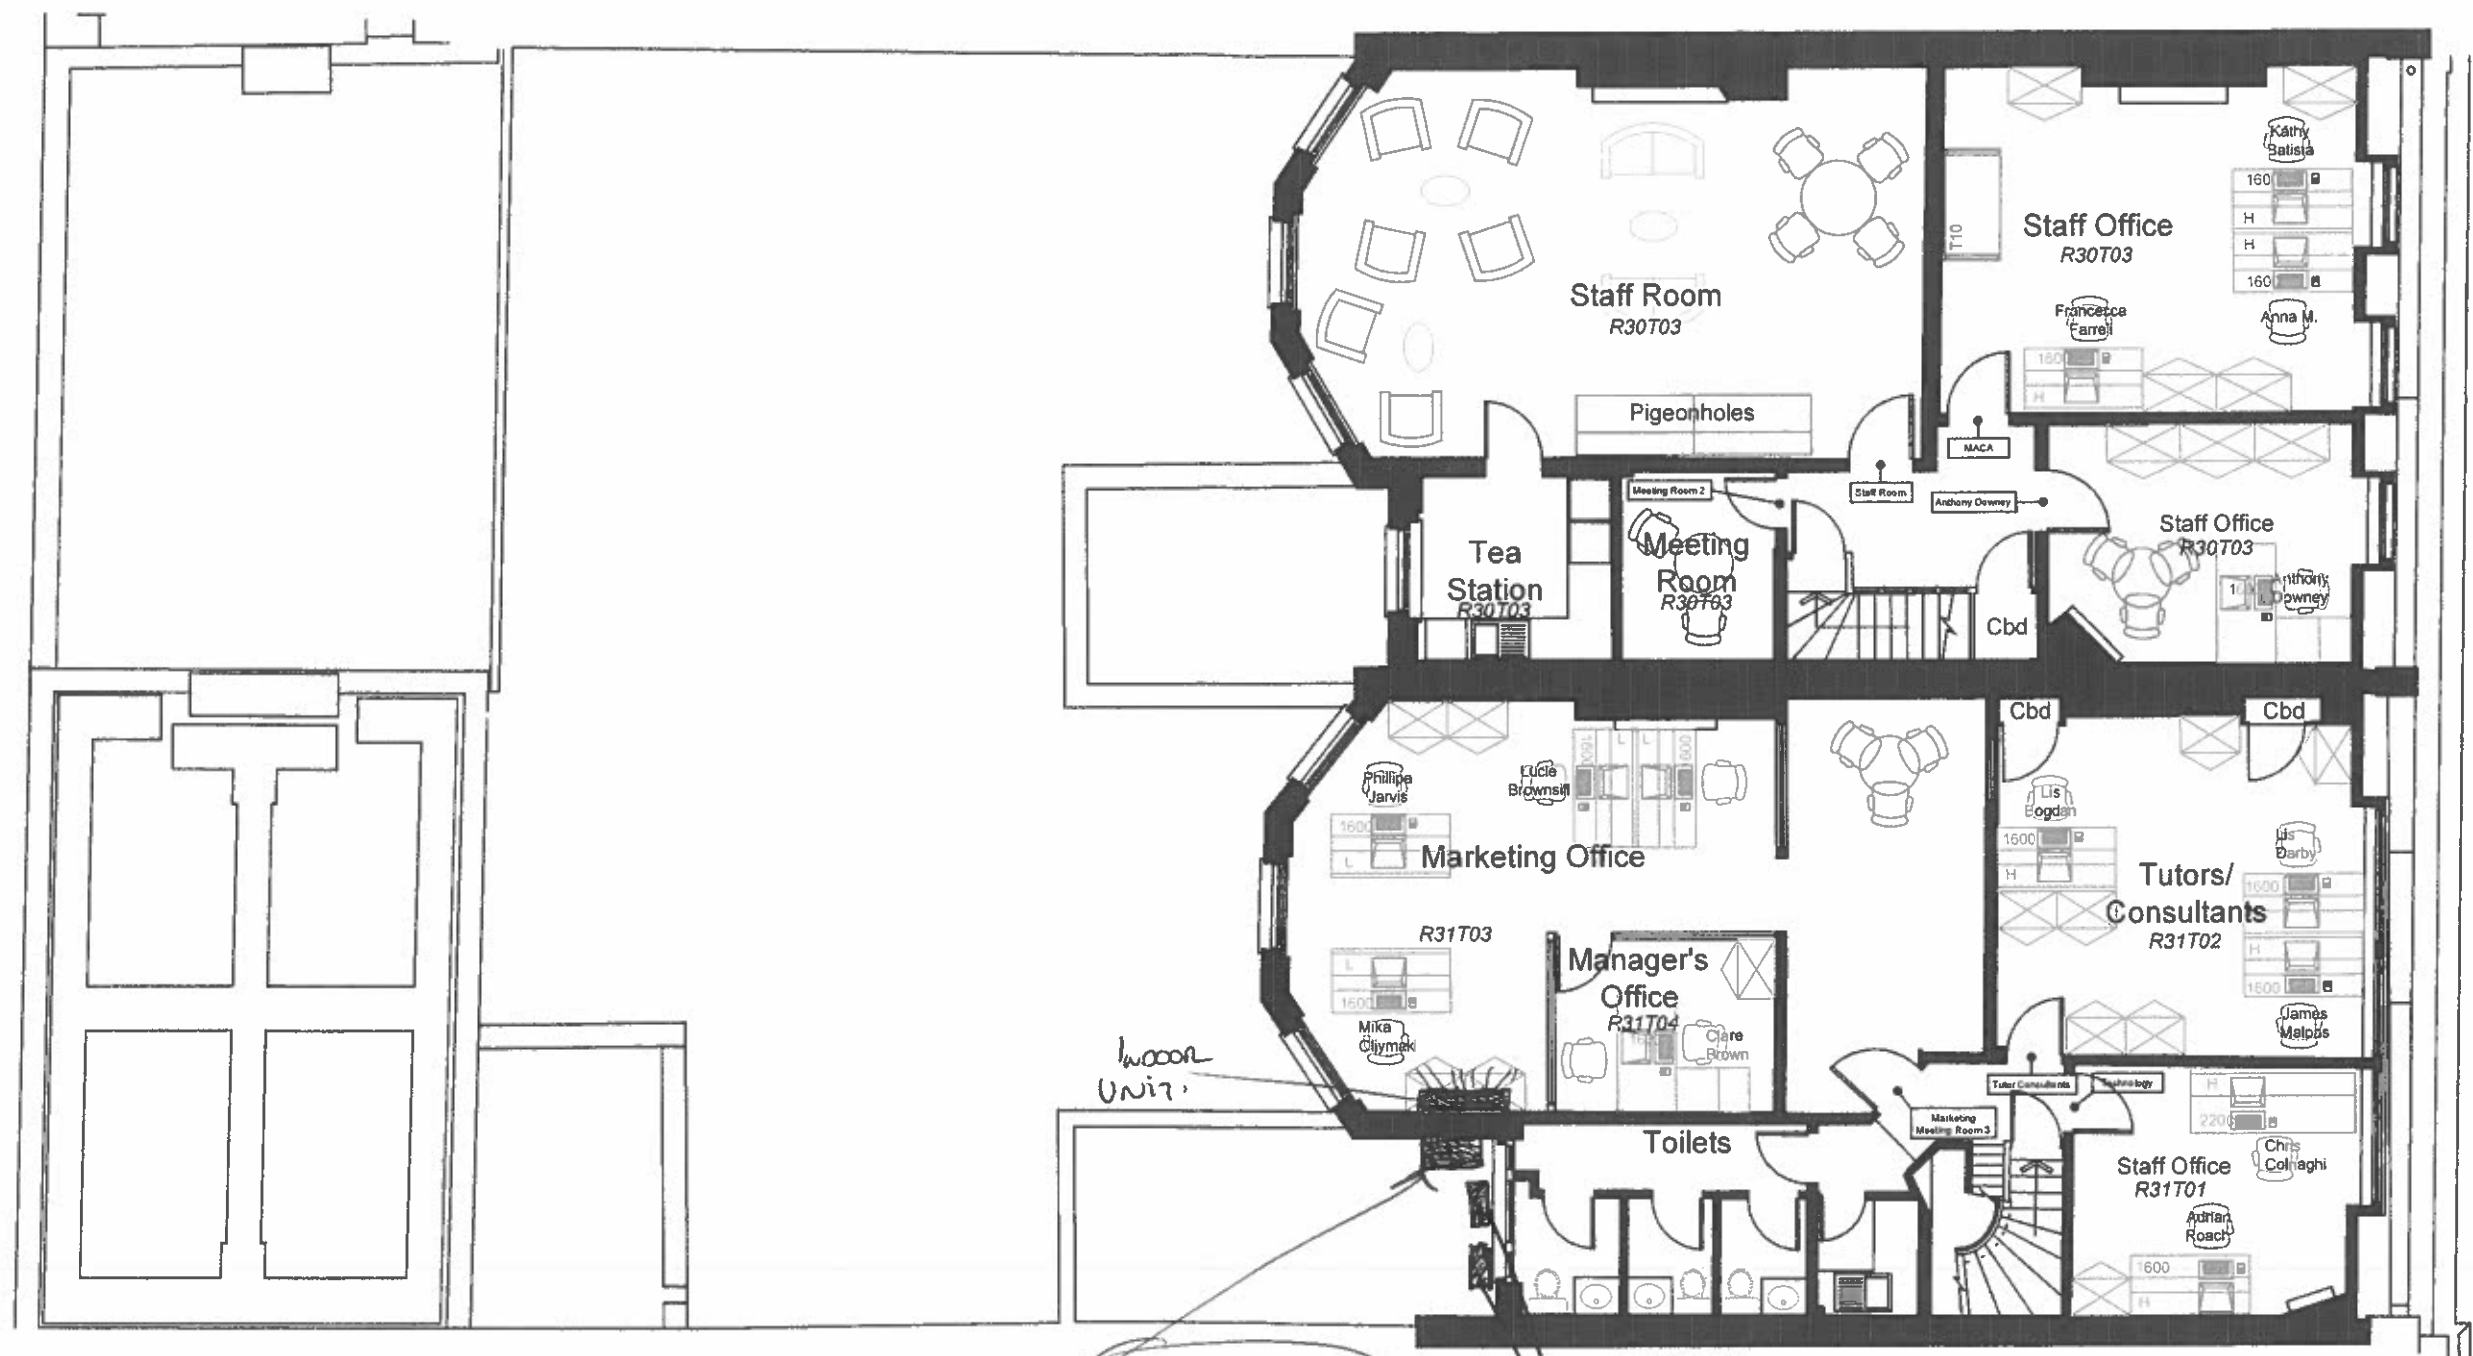 Kathy
Batista
160
H
H
160
Anna M.
T10
Staff Office
R30T03
Francesca
Farrell
160
H
Staff Room
R30T03
Pigeonholes
MACA
Meeting Room 2
Staff Room
Anthony Downey
Tea
Station
R30T03
Meeting
Room
R30T03
Cbd
Staff Office
R30T03
Anthony
Downey
Cbd
Cbd
Phillipa
Jarvis
1600
L
Lucie
Brownsill
1600
L
L
1600
Marketing Office
R31T03
L
1600
Mika
Manager's
Office
R31T04
Clare
Brown
Lis
Bogdan
1600
H
Lis
Darby
1600
H
1600
James
Malpas
Tutors/
Consultants
R31T02
INDOOR
UNIT.
Tutor Consultants
Technology
Marketing
Meeting Room 3
Toilets
H
2200
Chris
Colnaghi
Staff Office
R31T01
Adrian
Roach
1600
H